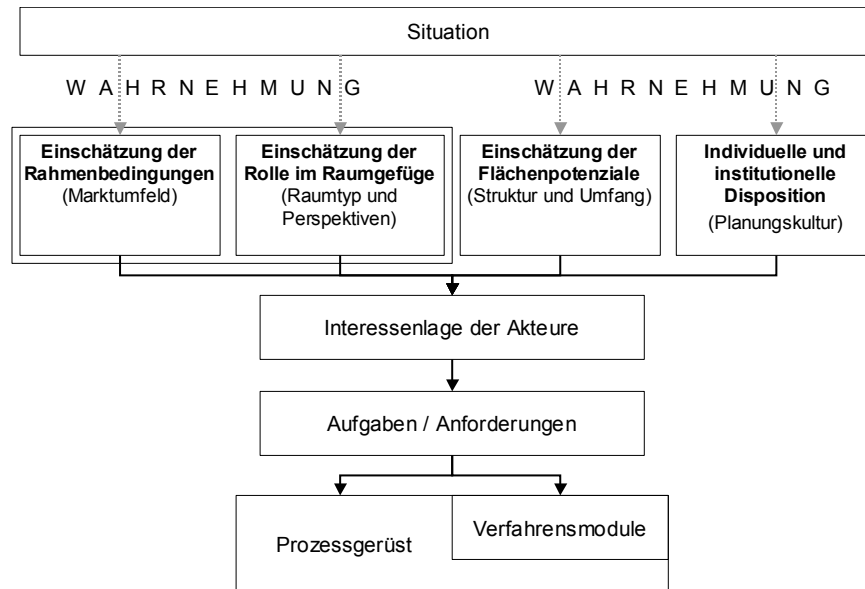 Situation
W A H R N E H M U N G
W A H R N E H M U N G
Einschätzung der
Rahmenbedingungen
(Marktumfeld)
Einschätzung der
Rolle im Raumgefüge
(Raumtyp und
Perspektiven)
Einschätzung der
Flächenpotenziale
(Struktur und Umfang)
Individuelle und
institutionelle
Disposition
(Planungskultur)
Interessenlage der Akteure
Aufgaben / Anforderungen
Prozessgerüst
Verfahrensmodule